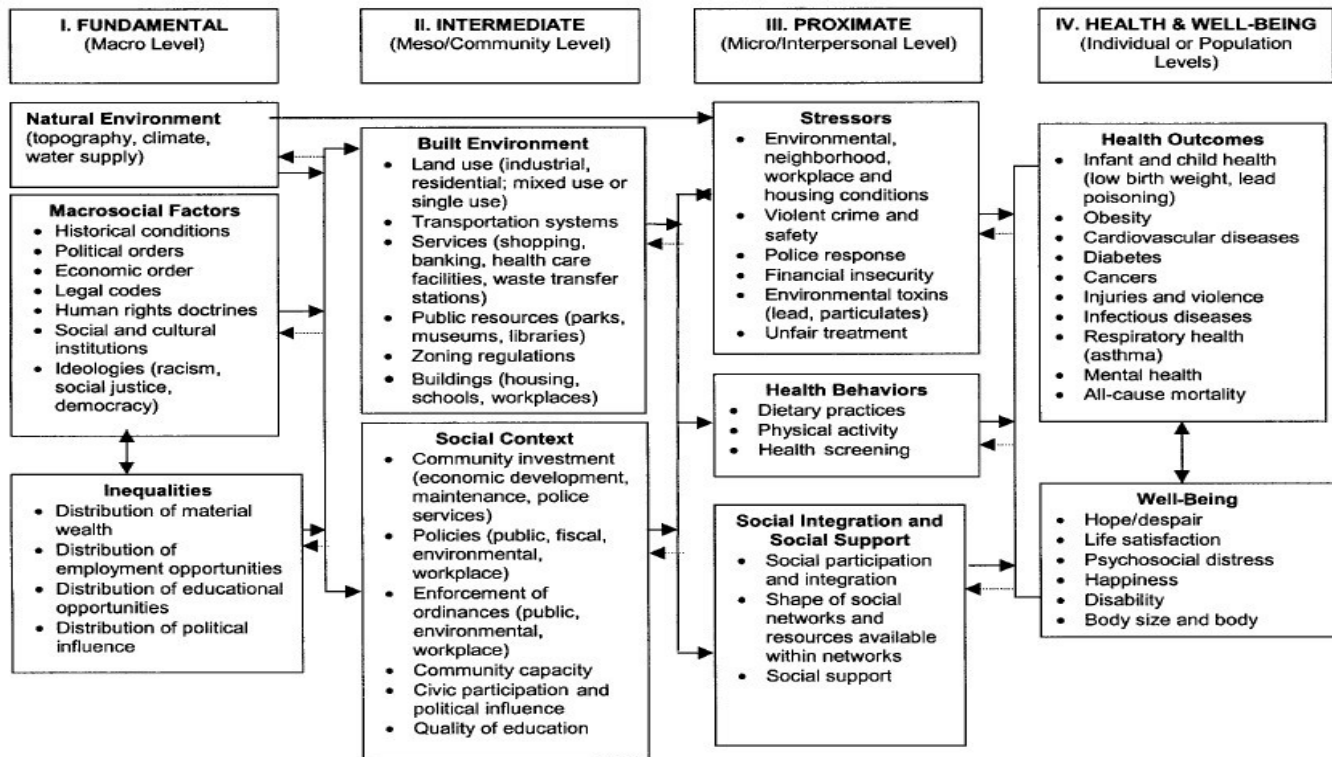 I. FUNDAMENTAL
(Macro Level)
II. INTERMEDIATE
(Meso/Community Level)
III. PROXIMATE
(Micro/Interpersonal Level)
IV. HEALTH & WELL-BEING
(Individual or Population
Levels)
Natural Environment
(topography, climate,
water supply)
Macrosocial Factors
• Historical conditions
• Political orders
• Economic order
• Legal codes
• Human rights doctrines
• Social and cultural
institutions
• Ideologies (racism,
social justice,
democracy)
Inequalities
• Distribution of material
wealth
• Distribution of
employment opportunities
• Distribution of educational
opportunities
• Distribution of political
influence
Built Environment
• Land use (industrial,
residential; mixed use or
single use)
• Transportation systems
• Services (shopping,
banking, health care
facilities, waste transfer
stations)
• Public resources (parks,
museums, libraries)
• Zoning regulations
• Buildings (housing,
schools, workplaces)
Social Context
• Community investment
(economic development,
maintenance, police
services)
• Policies (public, fiscal,
environmental,
workplace)
• Enforcement of
ordinances (public,
environmental,
workplace)
• Community capacity
• Civic participation and
political influence
• Quality of education
Stressors
• Environmental,
neighborhood,
workplace and
housing conditions
• Violent crime and
safety
• Police response
• Financial insecurity
• Environmental toxins
(lead, particulates)
• Unfair treatment
Health Behaviors
• Dietary practices
• Physical activity
• Health screening
Social Integration and
Social Support
• Social participation
and integration
• Shape of social
networks and
resources available
within networks
• Social support
Health Outcomes
• Infant and child health
(low birth weight, lead
poisoning)
• Obesity
• Cardiovascular diseases
• Diabetes
• Cancers
• Injuries and violence
• Infectious diseases
• Respiratory health
(asthma)
• Mental health
• All-cause mortality
Well-Being
• Hope/despair
• Life satisfaction
• Psychosocial distress
• Happiness
• Disability
• Body size and body